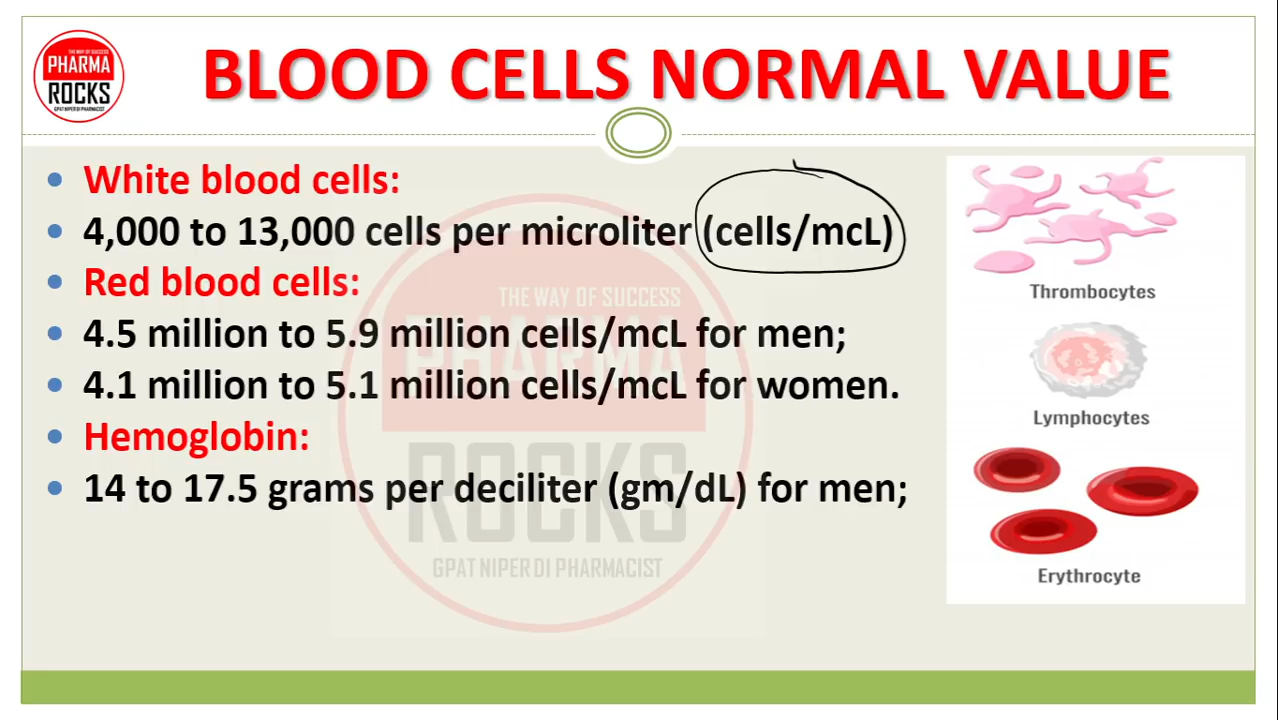 THE WAY OF SUCCESS
PHARMA
ROCKS
GPAT NIPER DI PHARMACIST
BLOOD CELLS NORMAL VALUE
White blood cells:
4,000 to 13,000 cells per microliter (cells/mcL)
Red blood cells:
4.5 million to 5.9 million cells/mcL for men;
4.1 million to 5.1 million cells/mcL for women.
Hemoglobin:
14 to 17.5 grams per deciliter (gm/dL) for men;
THE WAY OF SUCCESS
PHARMA
ROCKS
GPAT NIPER DI PHARMACIST
Thrombocytes
Lymphocytes
Erythrocyte